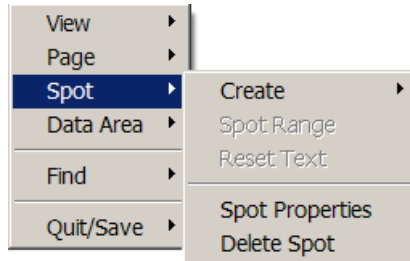 View
Page
Spot
Data Area
Find
Quit/Save
Create
Spot Range
Reset Text
Spot Properties
Delete Spot